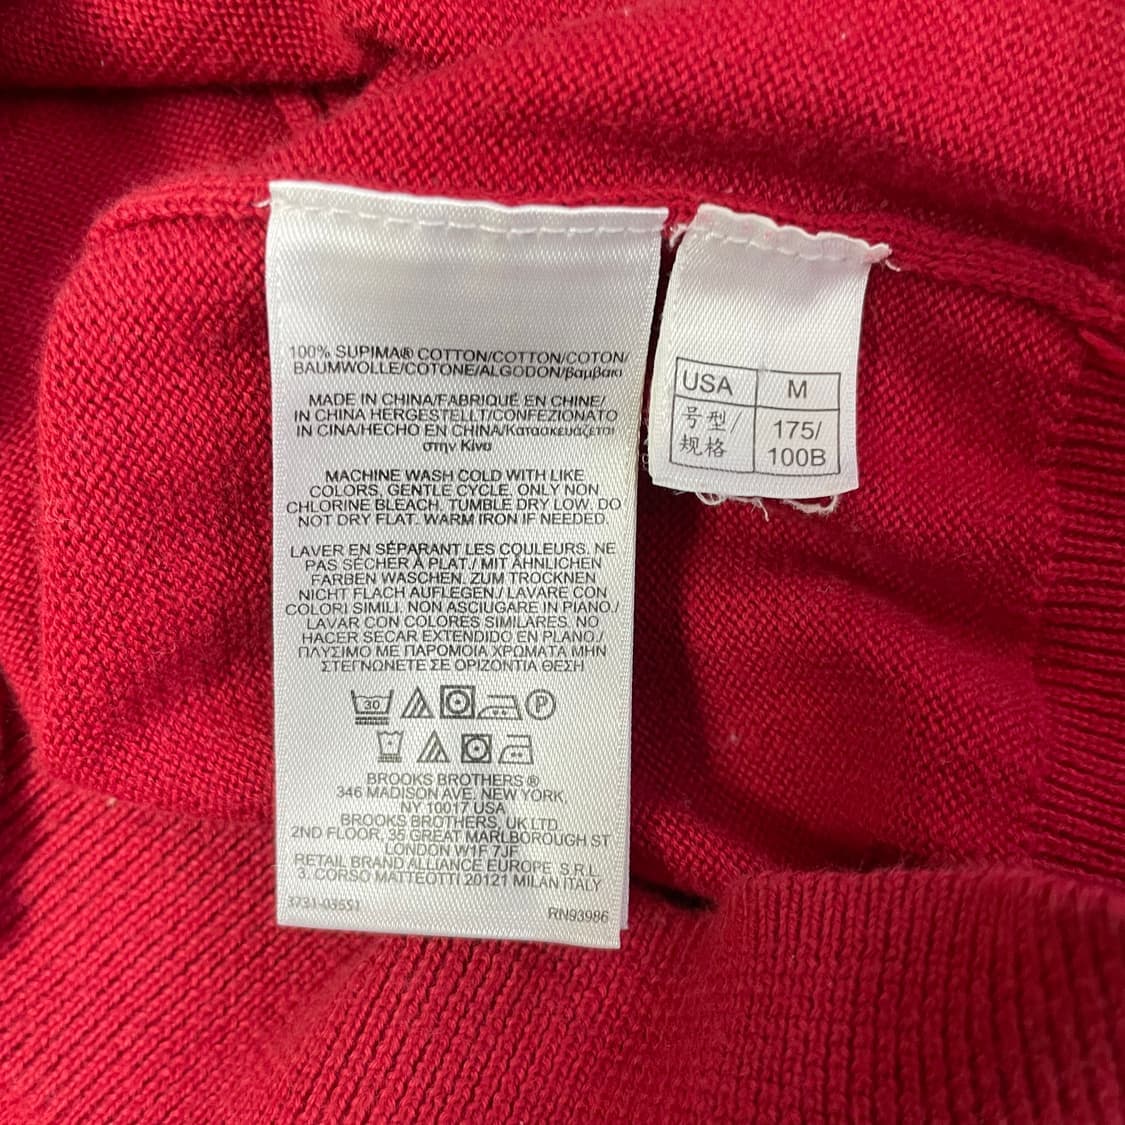 100% SUPIMA® COTTON/COTTON/COTON/
BAUMWOLLE/COTONE/ALGODON/βαμβακι
MADE IN CHINA/FABRIQUÉ EN CHINE/
IN CHINA HERGESTELLT/CONFEZIONATO
IN CINA/HECHO EN CHINA/Κατασκευάζεται
στην Κίνα
MACHINE WASH COLD WITH LIKE
COLORS, GENTLE CYCLE. ONLY NON
CHLORINE BLEACH. TUMBLE DRY LOW. DO
NOT DRY FLAT. WARM IRON IF NEEDED.
LAVER EN SÉPARANT LES COULEURS. NE
PAS SÉCHER À PLAT./ MIT ÄHNLICHEN
FARBEN WASCHEN. ZUM TROCKNEN
NICHT FLACH AUFLEGEN./ LAVARE CON
COLORI SIMILI. NON ASCIUGARE IN PIANO./
LAVAR CON COLORES SIMILARES. NO
HACER SECAR EXTENDIDO EN PLANO./
ΠΛΥΣΙΜΟ ΜΕ ΠΑΡΟΜΟΙΑ ΧΡΩΜΑΤΑ ΜΗΝ
ΣΤΕΓΝΩΝΕΤΕ ΣΕ ΟΡΙΖΟΝΤΙΑ ΘΕΣΗ
30 P
BROOKS BROTHERS ®
346 MADISON AVE, NEW YORK,
NY 10017 USA
BROOKS BROTHERS, UK LTD
2ND FLOOR, 35 GREAT MARLBOROUGH ST
LONDON W1F 7JF
RETAIL BRAND ALLIANCE EUROPE S.R.L.
3. CORSO MATTEOTTI 20121 MILAN ITALY
3731-03551 RN93986
USA M
号型/ 175/
规格 100B